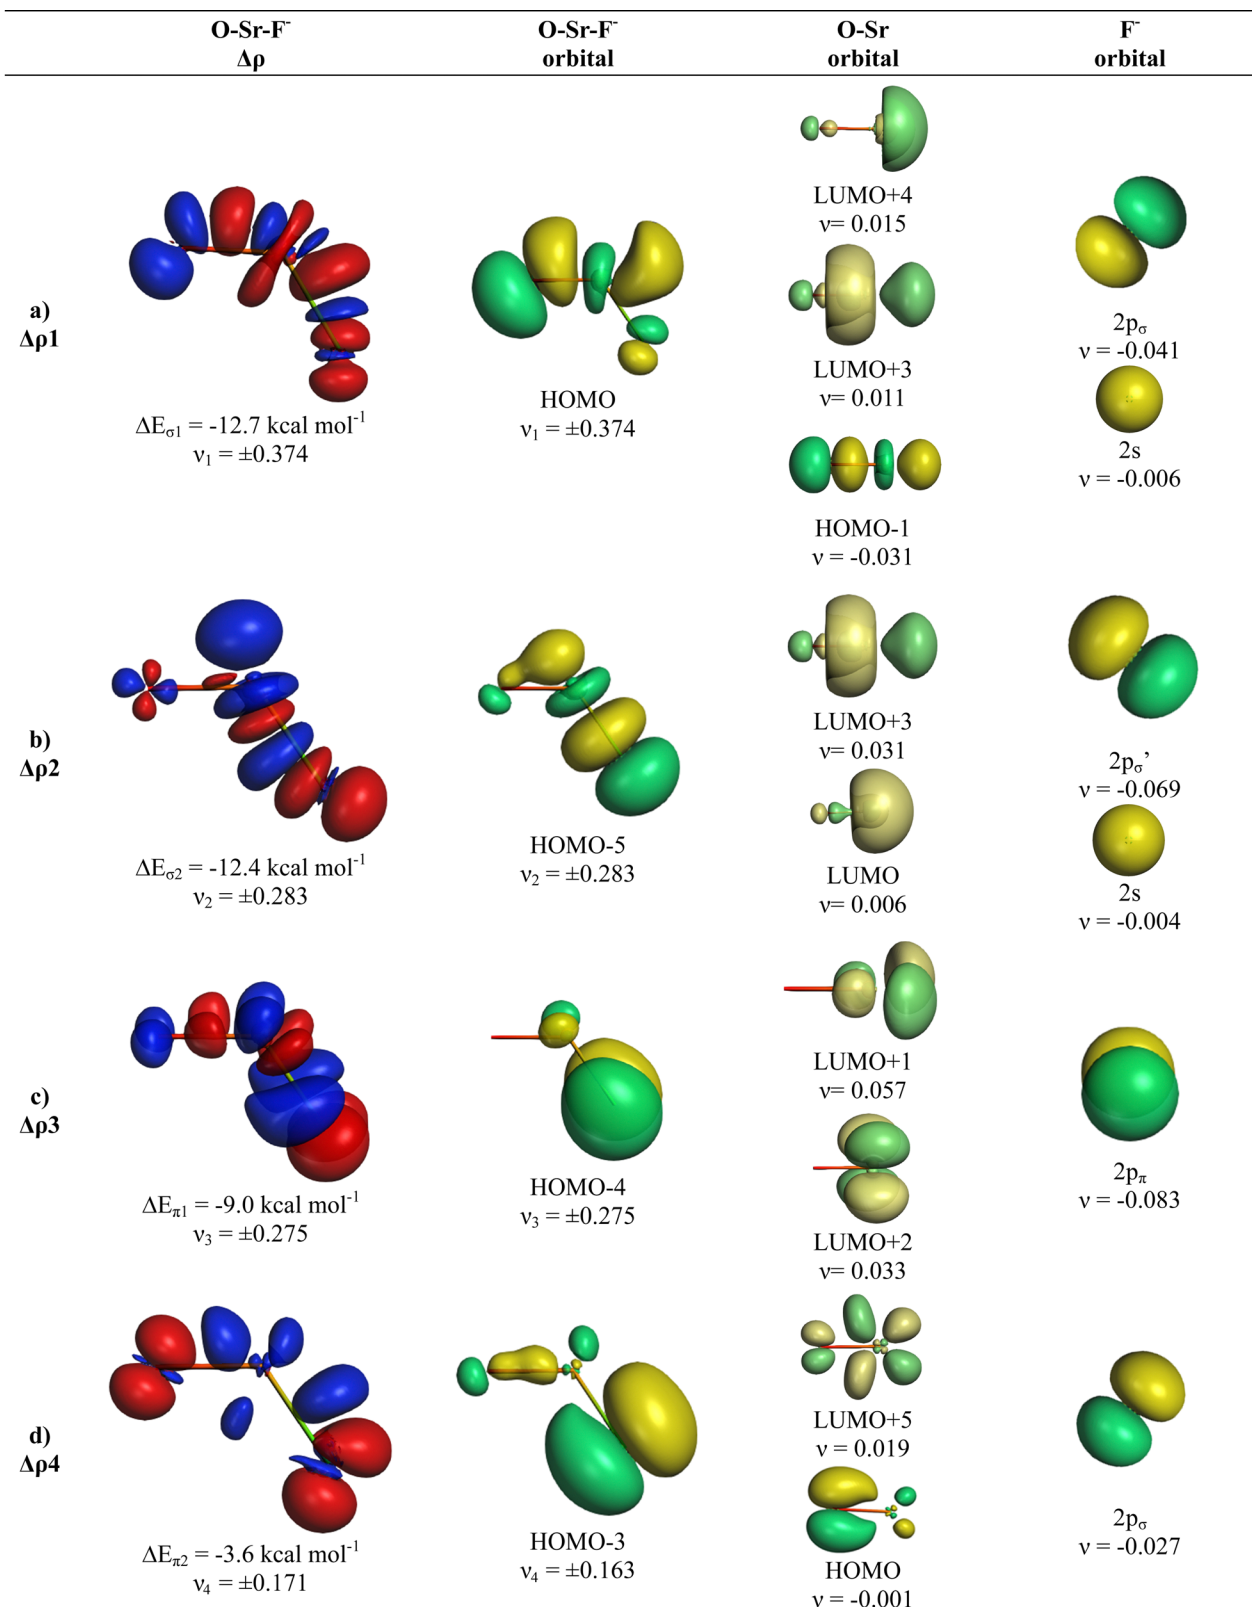 O-Sr-F⁻ O-Sr-F⁻ O-Sr F⁻
Δρ orbital orbital orbital
a)
Δρ1
ΔEσ1 = -12.7 kcal mol⁻¹
ν₁ = ±0.374
HOMO
ν₁ = ±0.374
LUMO+4
ν= 0.015
LUMO+3
ν= 0.011
HOMO-1
ν = -0.031
2pσ
ν = -0.041
2s
ν = -0.006
b)
Δρ2
ΔEσ2 = -12.4 kcal mol⁻¹
ν₂ = ±0.283
HOMO-5
ν₂ = ±0.283
LUMO+3
ν= 0.031
LUMO
ν= 0.006
2pσ’
ν = -0.069
2s
ν = -0.004
c)
Δρ3
ΔEπ1 = -9.0 kcal mol⁻¹
ν₃ = ±0.275
HOMO-4
ν₃ = ±0.275
LUMO+1
ν= 0.057
LUMO+2
ν= 0.033
2pπ
ν = -0.083
d)
Δρ4
ΔEπ2 = -3.6 kcal mol⁻¹
ν₄ = ±0.171
HOMO-3
ν₄ = ±0.163
LUMO+5
ν = 0.019
HOMO
ν = -0.001
2pσ
ν = -0.027